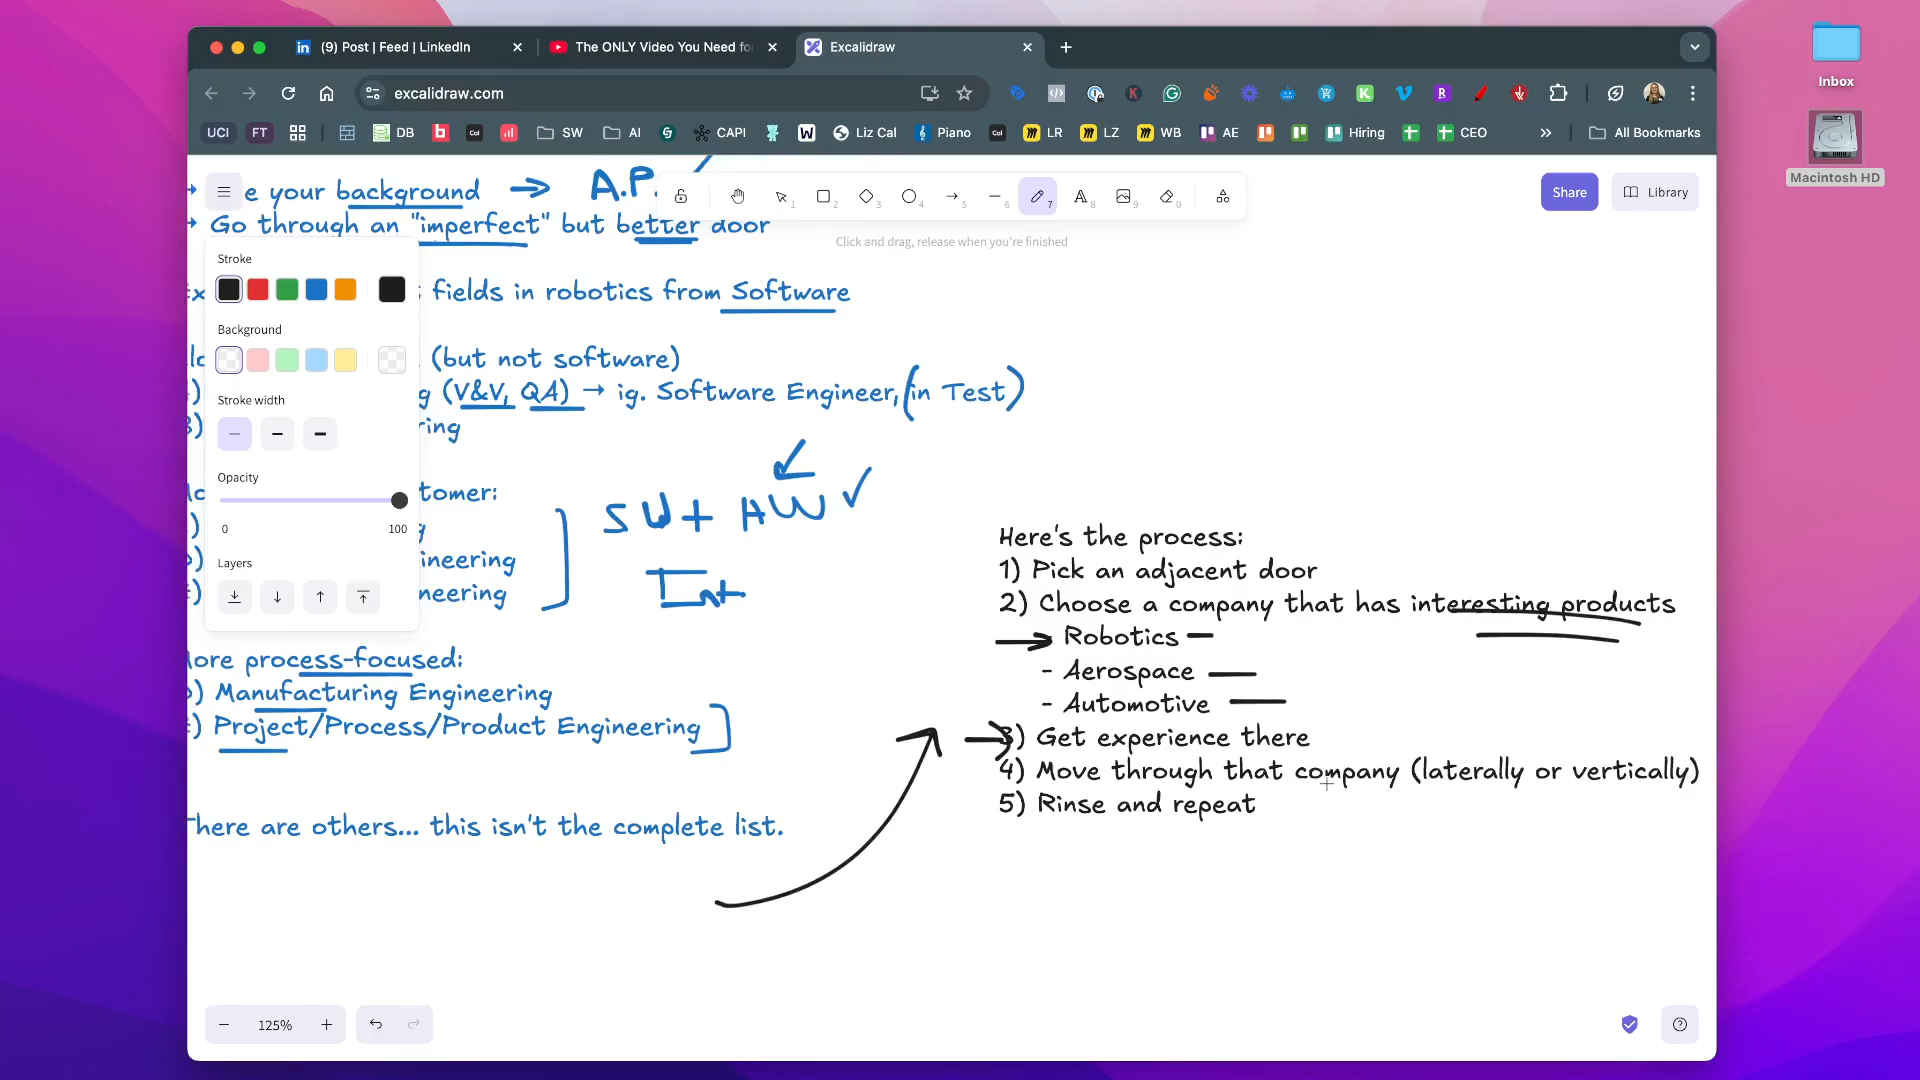 (9) Post | Feed | LinkedIn
The ONLY Video You Need fo
Excalidraw
Inbox
excalidraw.com
UCI
FT
DB
SW
AI
CAPI
Liz Cal
Piano
LR
LZ
WB
AE
Hiring
CEO
All Bookmarks
Macintosh HD
e your background → A.P.
Go through an "imperfect" but better door
Share
Library
Click and drag, release when you're finished
Stroke
fields in robotics from Software
Background
(but not software)
g (V&V, QA) → ig. Software Engineer, (in Test)
Stroke width
ring
Opacity
0
100
tomer:
SW + HW ✓
ineering
neering
Int
Layers
ore process-focused:
) Manufacturing Engineering
) Project/Process/Product Engineering
here are others... this isn't the complete list.
Here's the process:
1) Pick an adjacent door
2) Choose a company that has interesting products
→ Robotics –
- Aerospace –
- Automotive –
3) Get experience there
4) Move through that company (laterally or vertically)
5) Rinse and repeat
125%